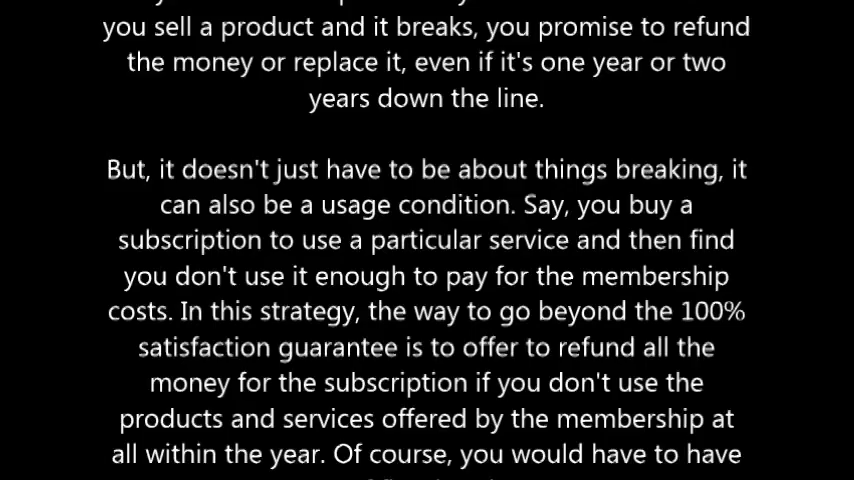 you sell a product and it breaks, you promise to refund
the money or replace it, even if it's one year or two
years down the line.
But, it doesn't just have to be about things breaking, it
can also be a usage condition. Say, you buy a
subscription to use a particular service and then find
you don't use it enough to pay for the membership
costs. In this strategy, the way to go beyond the 100%
satisfaction guarantee is to offer to refund all the
money for the subscription if you don't use the
products and services offered by the membership at
all within the year. Of course, you would have to have